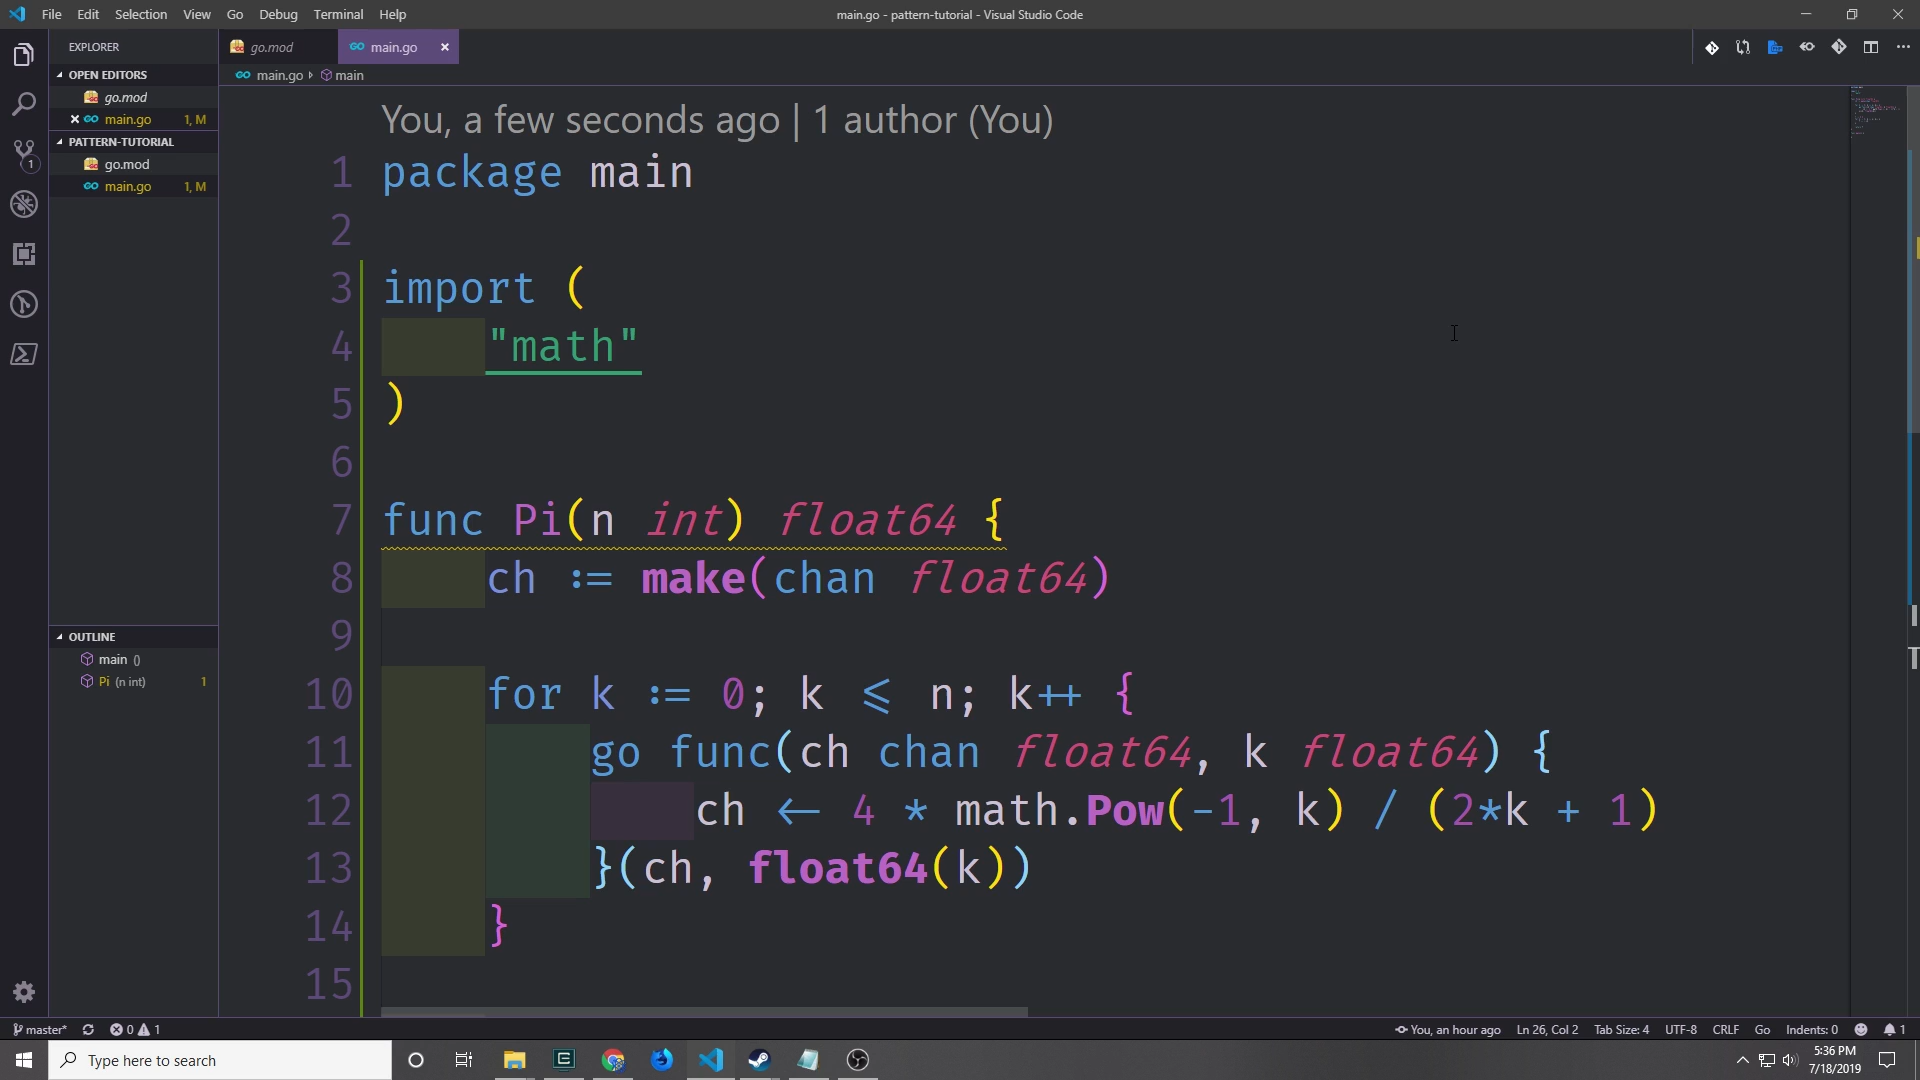 File Edit Selection View Go Debug Terminal Help
main.go - pattern-tutorial - Visual Studio Code
EXPLORER
OPEN EDITORS
go.mod
main.go 1, M
PATTERN-TUTORIAL
go.mod
main.go 1, M
OUTLINE
main ()
Pi (n int) 1
1
go.mod
main.go
main.go main
You, a few seconds ago | 1 author (You)
1 package main
2
3 import (
4 "math"
5 )
6
7 func Pi(n int) float64 {
8 ch := make(chan float64)
9
10 for k := 0; k <= n; k++ {
11 go func(ch chan float64, k float64) {
12 ch <- 4 * math.Pow(-1, k) / (2*k + 1)
13 }(ch, float64(k))
14 }
15
master* 0 1
You, an hour ago Ln 26, Col 2 Tab Size: 4 UTF-8 CRLF Go Indents: 0 1
Type here to search
5:36 PM
7/18/2019